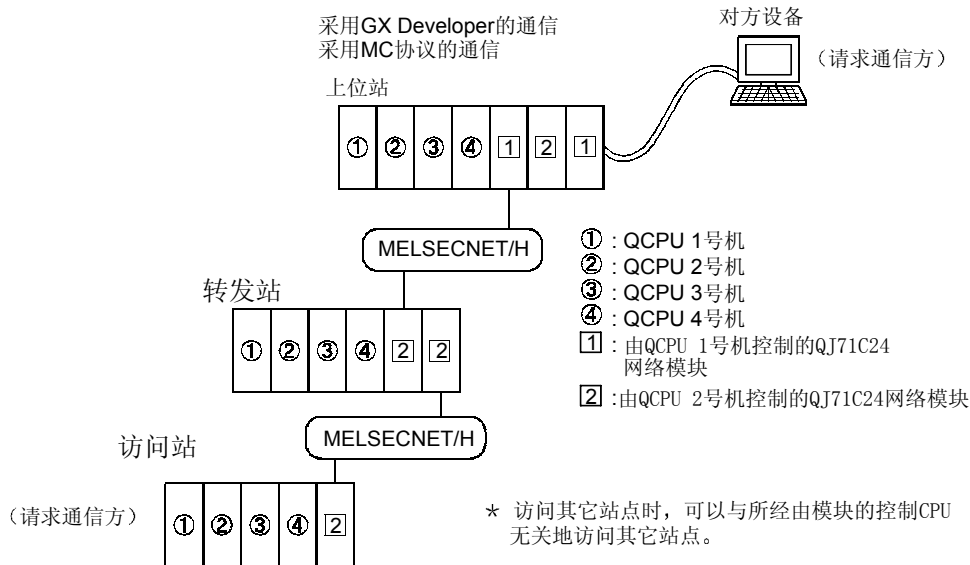 采用GX Developer的通信
采用MC协议的通信
对方设备
（请求通信方）
上位站
① ② ③ ④ 1 2 1
MELSECNET/H
①：QCPU 1号机
②：QCPU 2号机
③：QCPU 3号机
④：QCPU 4号机
1：由QCPU 1号机控制的QJ71C24
网络模块
2：由QCPU 2号机控制的QJ71C24网络模块
转发站
① ② ③ ④ 2 2
MELSECNET/H
访问站
（请求通信方）
① ② ③ ④ 2
* 访问其它站点时，可以与所经由模块的控制CPU
无关地访问其它站点。